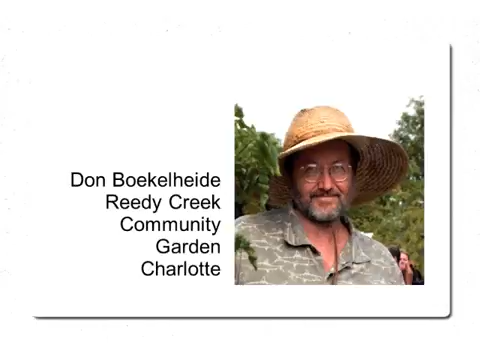 Don Boekelheide
Reedy Creek
Community
Garden
Charlotte